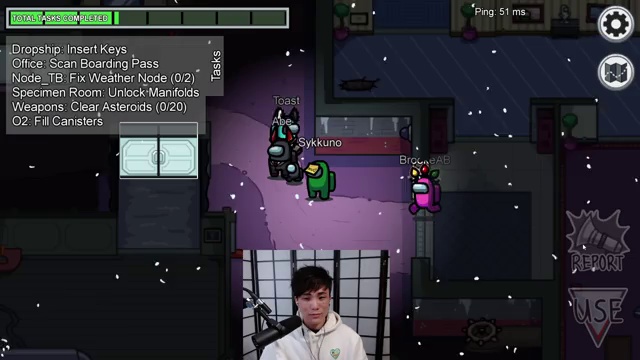 TOTAL TASKS COMPLETED
Ping: 51 ms
Dropship: Insert Keys
Office: Scan Boarding Pass
Node_TB: Fix Weather Node (0/2)
Specimen Room: Unlock Manifolds
Weapons: Clear Asteroids (0/20)
O2: Fill Canisters
Tasks
Toast
Abe
Sykkuno
BrookeAB
REPORT
USE